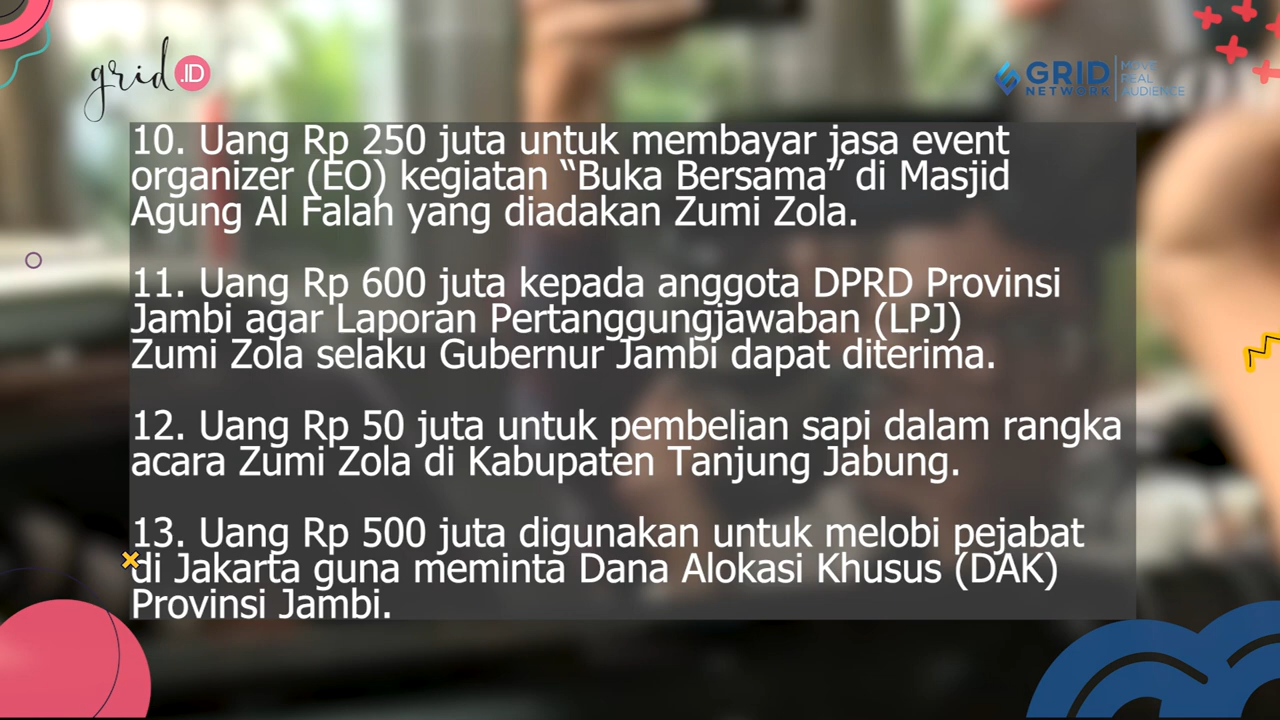 grid .ID
GRID
NETWORK
MOVE
REAL
AUDIENCE
10. Uang Rp 250 juta untuk membayar jasa event
organizer (EO) kegiatan “Buka Bersama” di Masjid
Agung Al Falah yang diadakan Zumi Zola.
11. Uang Rp 600 juta kepada anggota DPRD Provinsi
Jambi agar Laporan Pertanggungjawaban (LPJ)
Zumi Zola selaku Gubernur Jambi dapat diterima.
12. Uang Rp 50 juta untuk pembelian sapi dalam rangka
acara Zumi Zola di Kabupaten Tanjung Jabung.
13. Uang Rp 500 juta digunakan untuk melobi pejabat
di Jakarta guna meminta Dana Alokasi Khusus (DAK)
Provinsi Jambi.